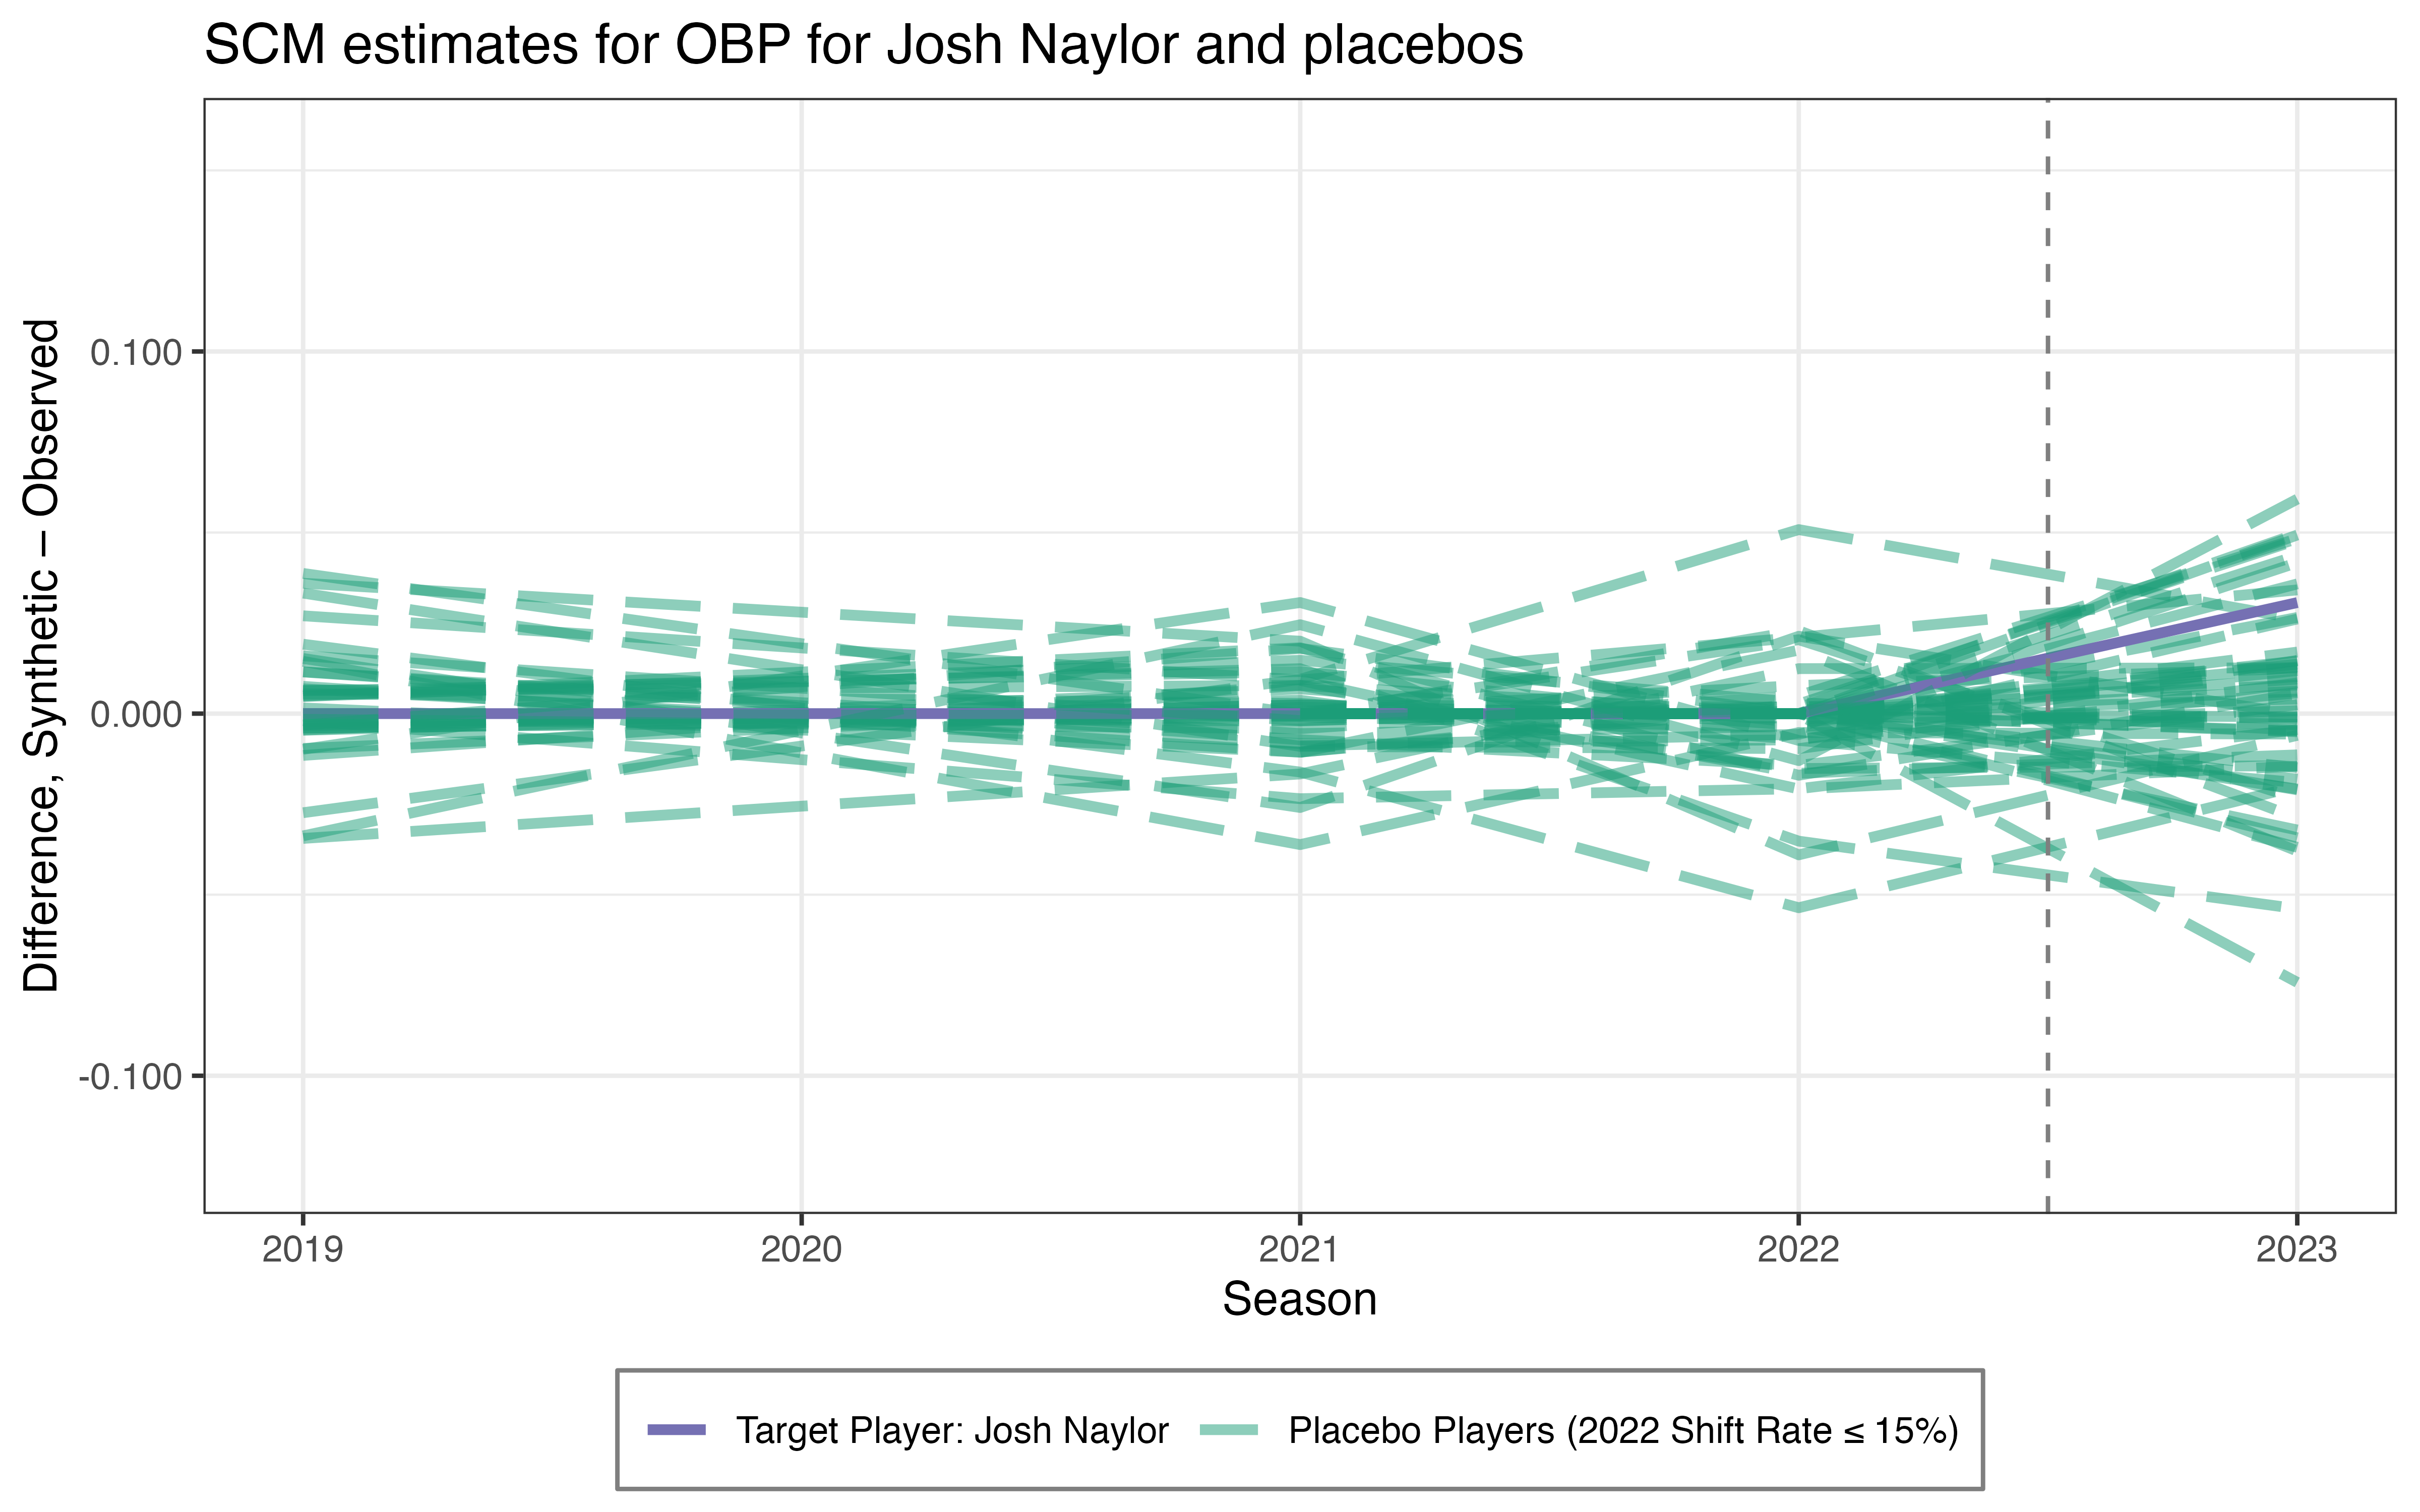 SCM estimates for OBP for Josh Naylor and placebos
Difference, Synthetic − Observed
0.100
0.000
-0.100
2019
2020
2021
2022
2023
Season
Target Player: Josh Naylor
Placebo Players (2022 Shift Rate ≤ 15%)